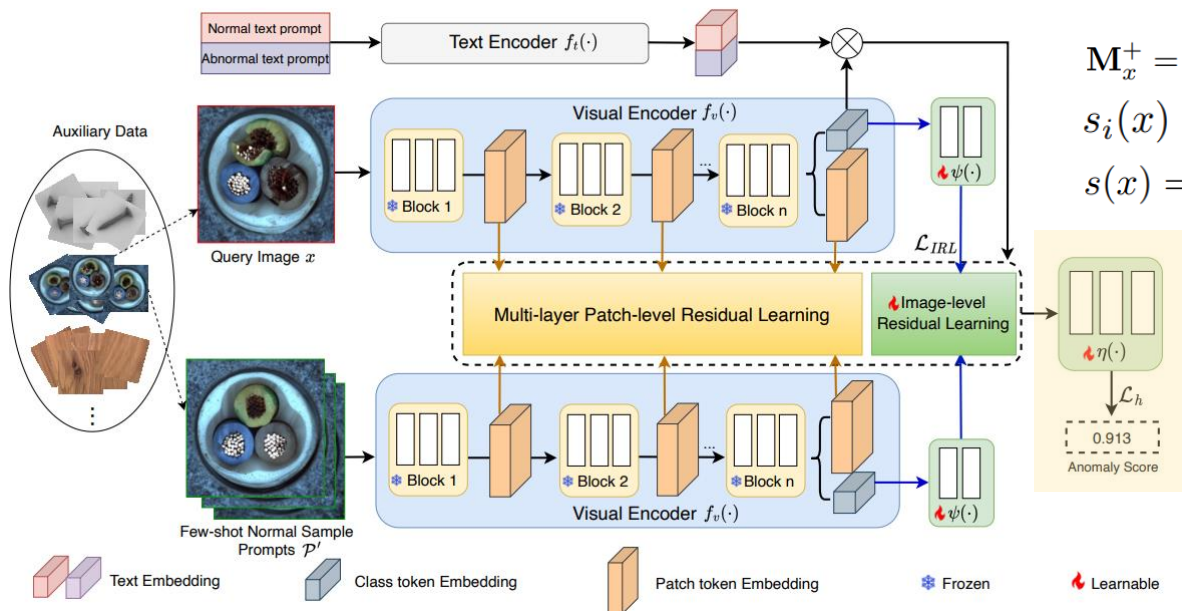 Normal text prompt
Abnormal text prompt
Text Encoder f_t(·)
M_x^+ =
s_i(x)
s(x) =
Auxiliary Data
Visual Encoder f_v(·)
Block 1
Block 2
...
Block n
ψ(·)
Query Image x
L_IRL
Multi-layer Patch-level Residual Learning
Image-level
Residual Learning
η(·)
L_h
0.913
Anomaly Score
Block 1
Block 2
...
Block n
ψ(·)
Visual Encoder f_v(·)
Few-shot Normal Sample
Prompts P'
Text Embedding
Class token Embedding
Patch token Embedding
Frozen
Learnable